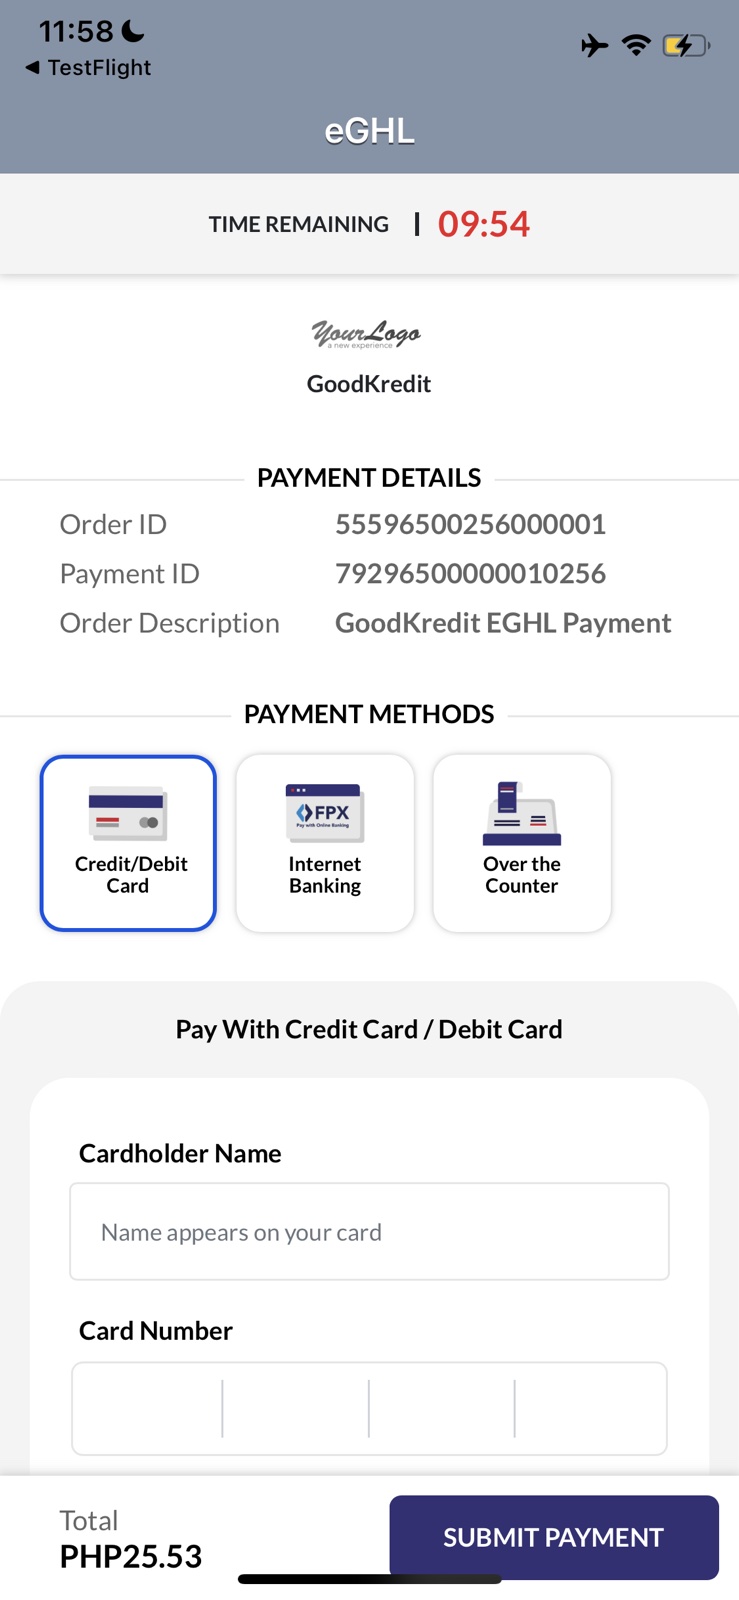 11:58
◀ TestFlight
eGHL
TIME REMAINING | 09:54
YourLogo
a new experience
GoodKredit
PAYMENT DETAILS
Order ID 55596500256000001
Payment ID 79296500000010256
Order Description GoodKredit EGHL Payment
PAYMENT METHODS
Credit/Debit
Card
FPX
Pay with Online Banking
Internet
Banking
Over the
Counter
Pay With Credit Card / Debit Card
Cardholder Name
Name appears on your card
Card Number
Total
PHP25.53
SUBMIT PAYMENT